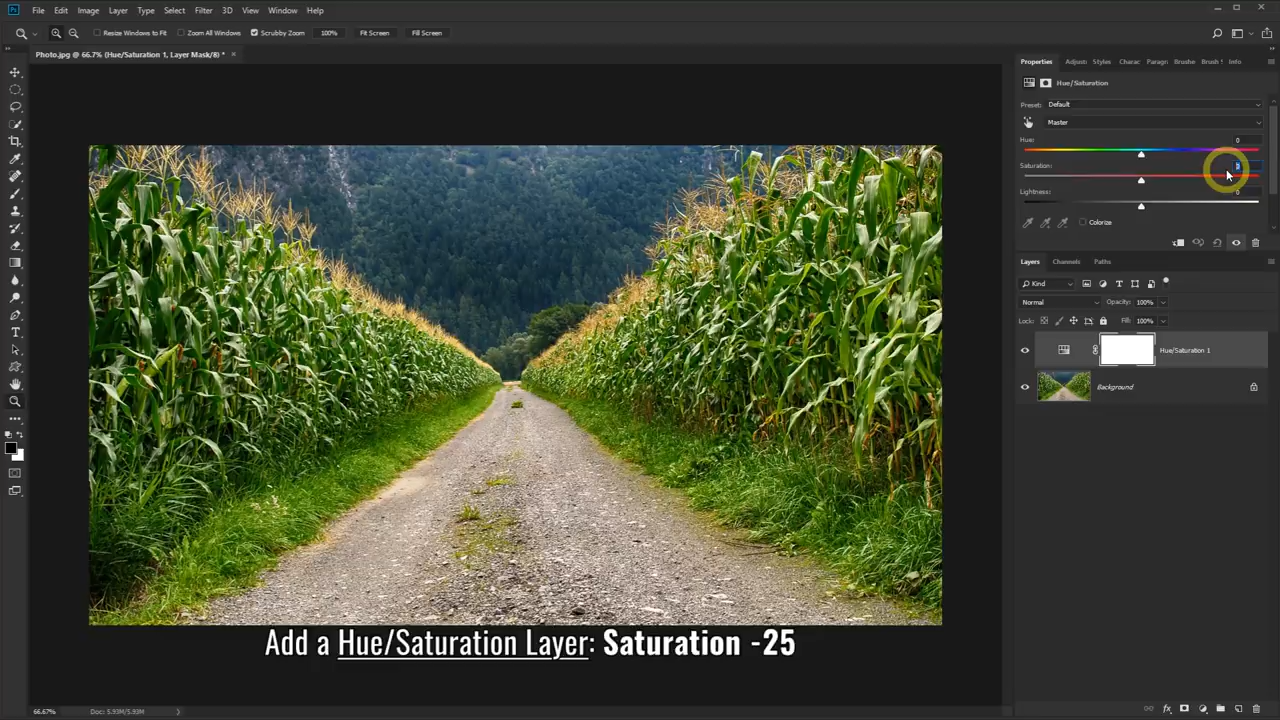 File Edit Image Layer Type Select Filter 3D View Window Help
Resize Windows to Fit Zoom All Windows Scrubby Zoom 100% Fit Screen Fill Screen
Photo.jpg @ 66.7% (Hue/Saturation 1, Layer Mask/8) * ×
Properties Adjust Styles Charac Paragr Brushe Brush Info
Hue/Saturation
Preset: Default
Master
Hue: 0
Saturation:
Lightness: 0
Colorize
Layers Channels Paths
Kind
Normal Opacity: 100%
Lock: Fill: 100%
Hue/Saturation 1
Background
Add a Hue/Saturation Layer: Saturation -25
66.67% Doc: 5.93M/5.93M